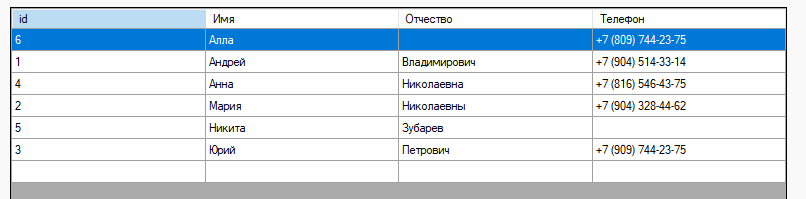 id Имя Отчество Телефон
6 Алла +7 (809) 744-23-75
1 Андрей Владимирович +7 (904) 514-33-14
4 Анна Николаевна +7 (816) 546-43-75
2 Мария Николаевны +7 (904) 328-44-62
5 Никита Зубарев
3 Юрий Петрович +7 (909) 744-23-75